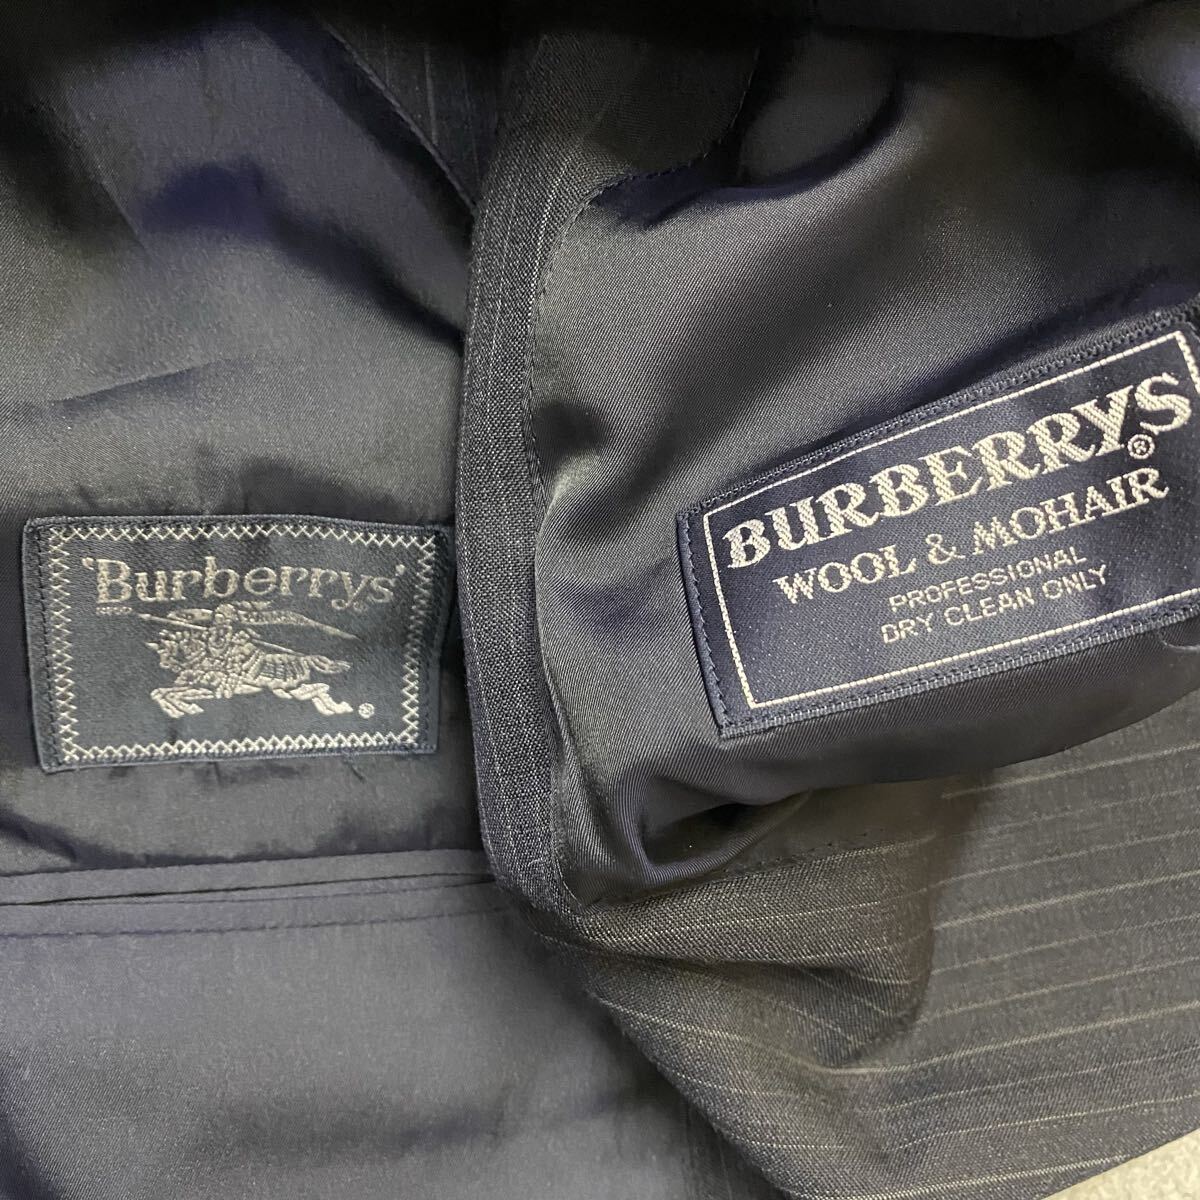 'Burberrys'
®
BURBERRYS®
WOOL & MOHAIR
PROFESSIONAL
DRY CLEAN ONLY